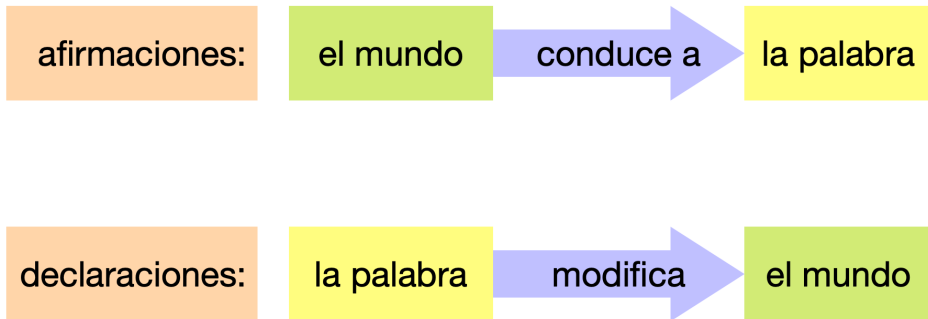 afirmaciones: el mundo conduce a la palabra
declaraciones: la palabra modifica el mundo